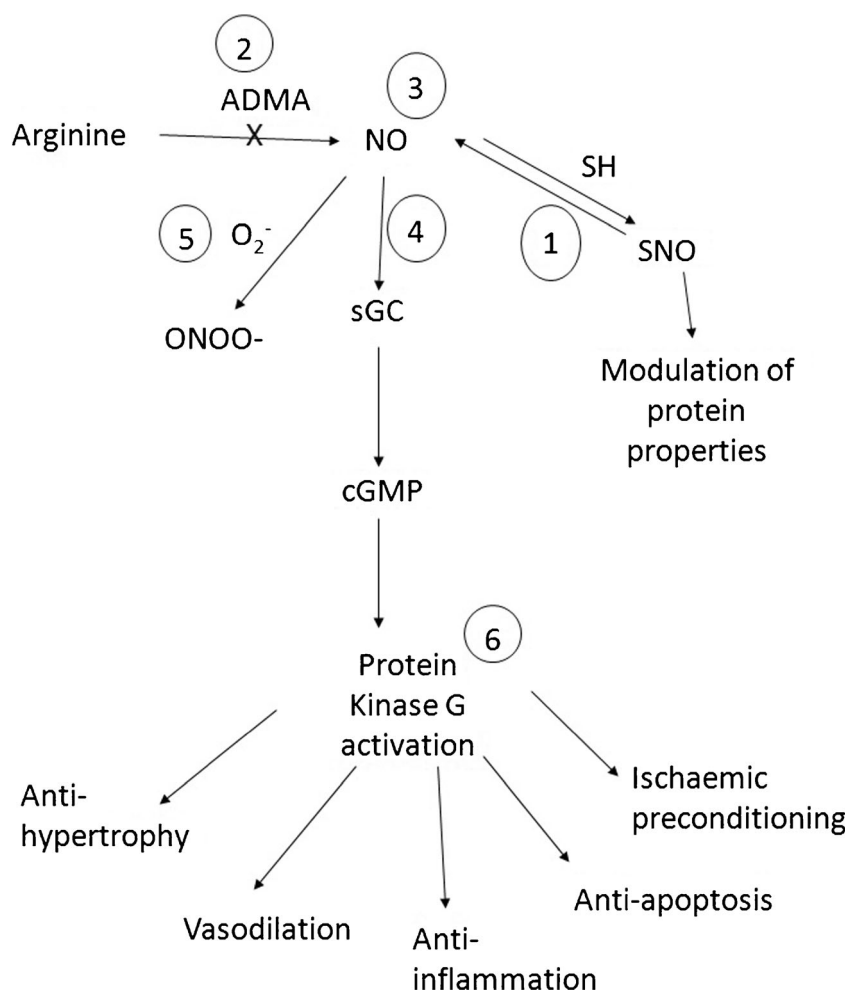 2
ADMA
3
Arginine
X
NO
SH
5
O₂⁻
4
1
SNO
sGC
ONOO-
Modulation of
protein
properties
cGMP
6
Protein
Kinase G
activation
Anti-
hypertrophy
Ischaemic
preconditioning
Vasodilation
Anti-apoptosis
Anti-
inflammation